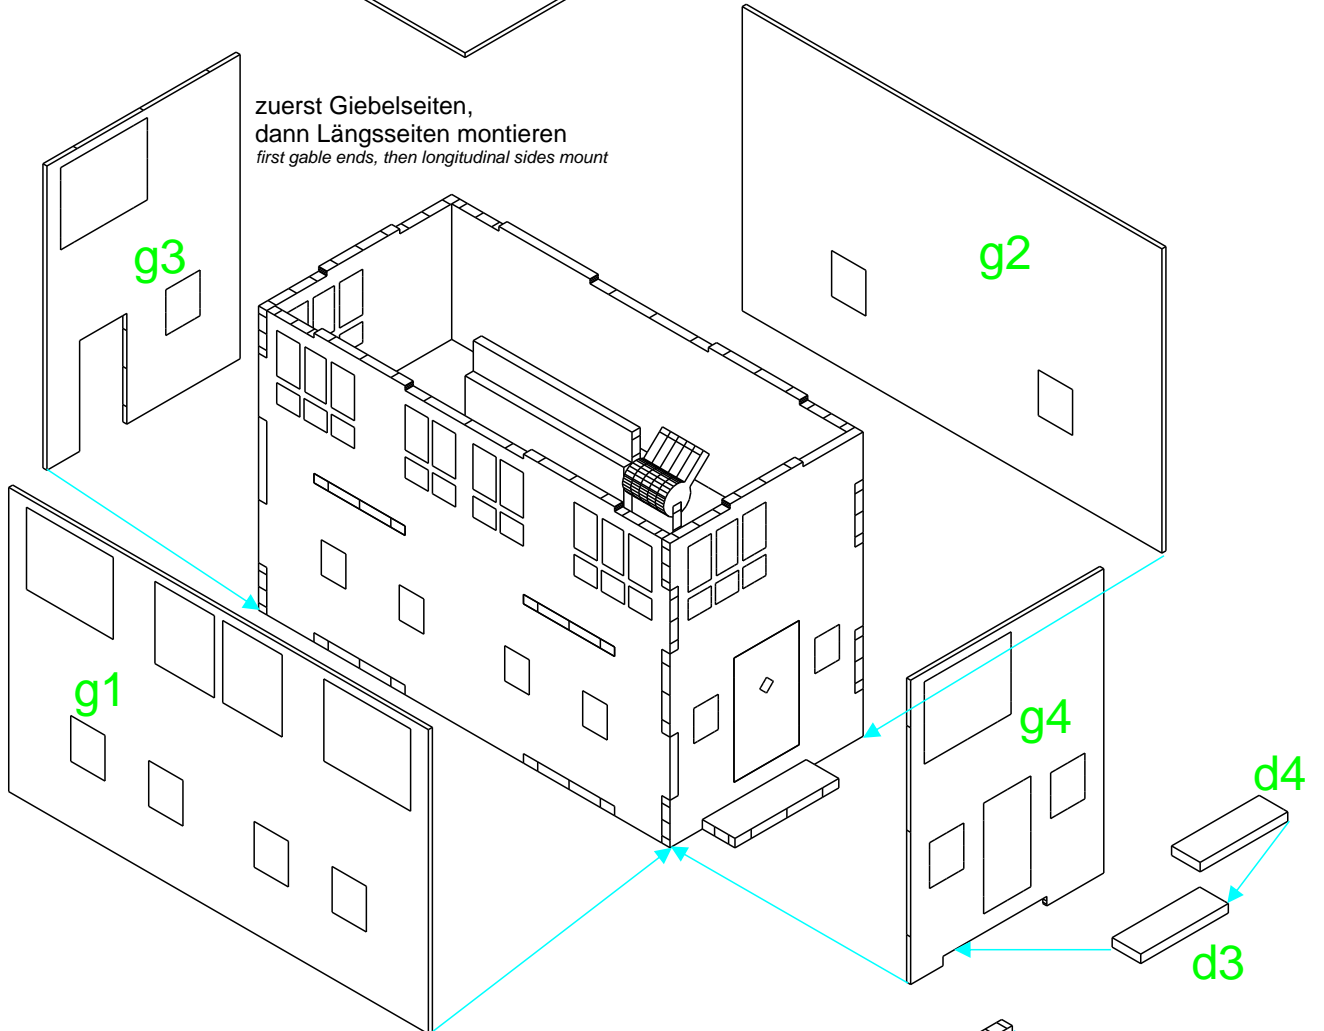 zuerst Giebelseiten,
dann Längsseiten montieren
first gable ends, then longitudinal sides mount
g3
g2
g1
g4
d4
d3